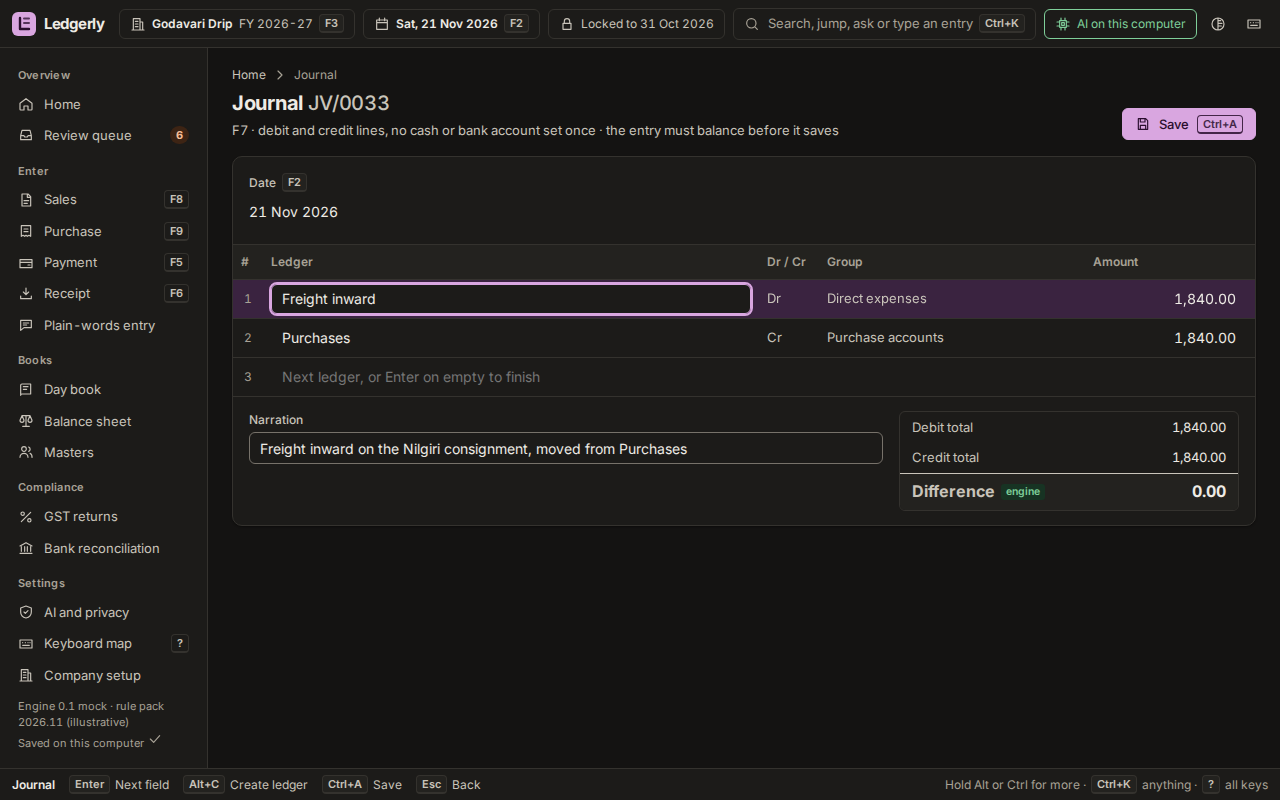 Ledgerly
Godavari Drip FY 2026-27 F3
Sat, 21 Nov 2026 F2
Locked to 31 Oct 2026
Search, jump, ask or type an entry Ctrl+K
AI on this computer
Overview
Home
Review queue 6
Enter
Sales F8
Purchase F9
Payment F5
Receipt F6
Plain-words entry
Books
Day book
Balance sheet
Masters
Compliance
GST returns
Bank reconciliation
Settings
AI and privacy
Keyboard map ?
Company setup
Engine 0.1 mock · rule pack
2026.11 (illustrative)
Saved on this computer
Home Journal
Journal JV/0033
F7 · debit and credit lines, no cash or bank account set once · the entry must balance before it saves
Save Ctrl+A
Date F2
21 Nov 2026
# Ledger Dr / Cr Group Amount
1 Freight inward Dr Direct expenses 1,840.00
2 Purchases Cr Purchase accounts 1,840.00
3 Next ledger, or Enter on empty to finish
Narration
Freight inward on the Nilgiri consignment, moved from Purchases
Debit total 1,840.00
Credit total 1,840.00
Difference engine 0.00
Journal Enter Next field Alt+C Create ledger Ctrl+A Save Esc Back
Hold Alt or Ctrl for more · Ctrl+K anything · ? all keys